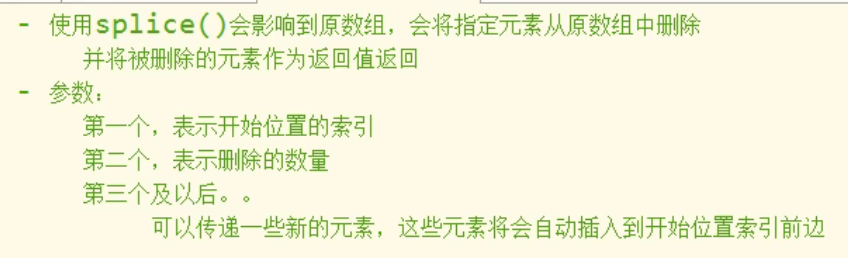 - 使用splice()会影响到原数组，会将指定元素从原数组中删除
并将被删除的元素作为返回值返回
- 参数：
第一个，表示开始位置的索引
第二个，表示删除的数量
第三个及以后。。
可以传递一些新的元素，这些元素将会自动插入到开始位置索引前边